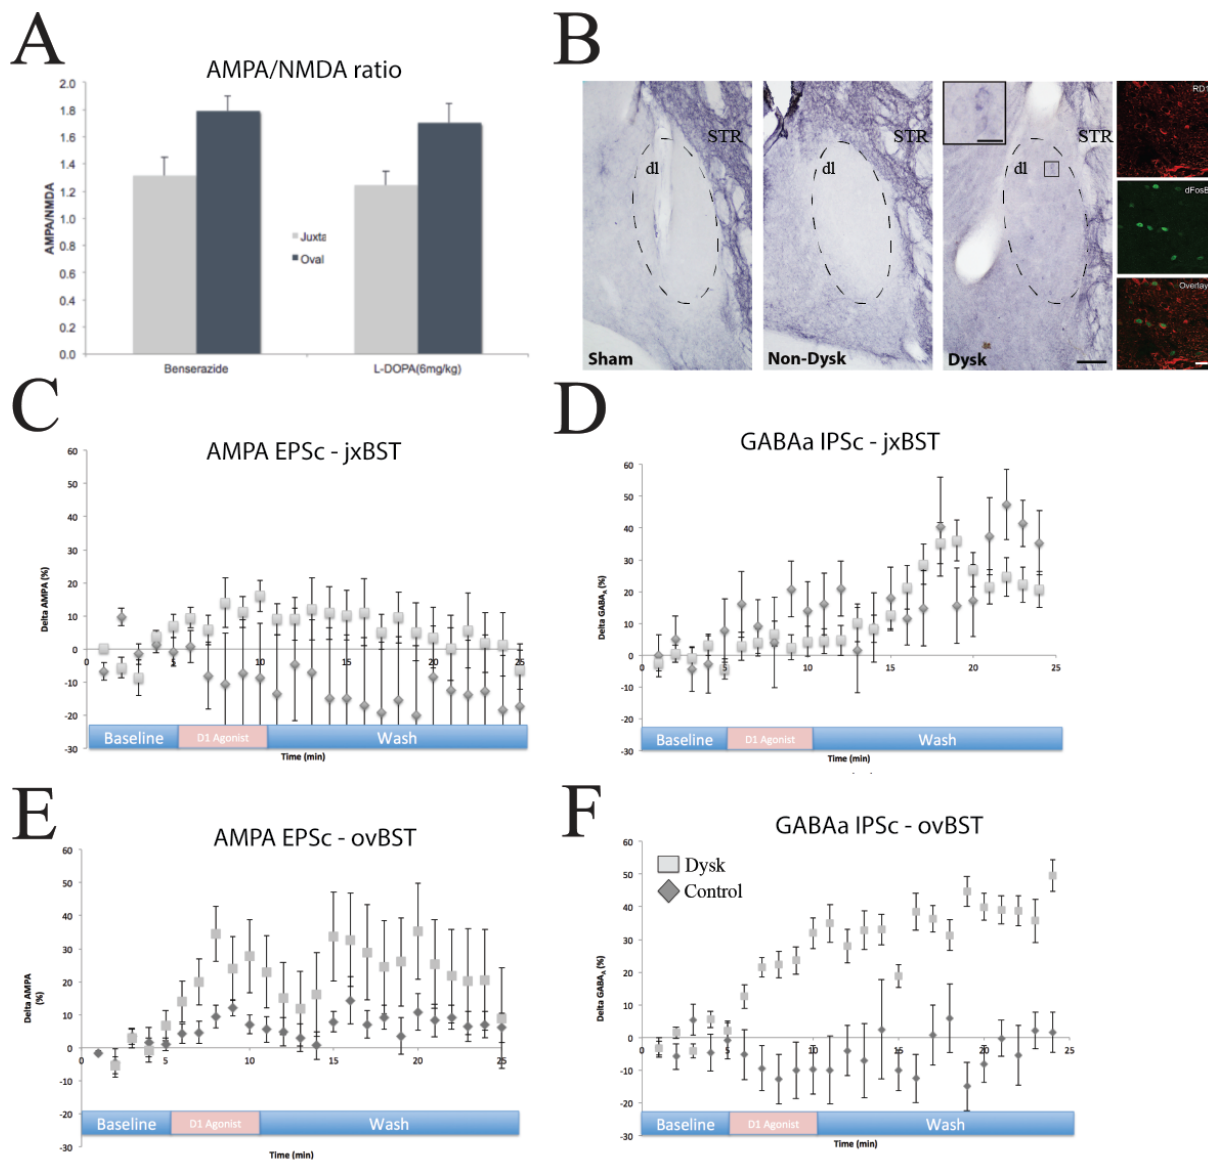 A
AMPA/NMDA ratio
2.0
1.8
1.6
1.4
1.2
1.0
0.8
0.6
0.4
0.2
0.0
AMPA/NMDA
Juxta
Oval
Benserazide
L-DOPA(6mg/kg)
B
STR
dl
Sham
STR
dl
Non-Dysk
STR
dl
Dysk
RD1
dFosB
Overlay
C
AMPA EPSc - jxBST
60
50
40
30
20
10
0
-10
-20
-30
Delta AMPA (%)
0 5 10 15 20 25
Baseline D1 Agonist Wash
Time (min)
D
GABAa IPSc - jxBST
60
50
40
30
20
10
0
-10
-20
-30
Delta GABAA (%)
0 5 10 15 20 25
Baseline D1 Agonist Wash
Time (min)
E
AMPA EPSc - ovBST
60
50
40
30
20
10
0
-10
-20
-30
Delta AMPA
(%)
0 5 10 15 20 25
Baseline D1 Agonist Wash
Time (min)
F
GABAa IPSc - ovBST
Dysk
Control
60
50
40
30
20
10
0
-10
-20
-30
Delta GABAA (%)
0 5 10 15 20 25
Baseline D1 Agonist Wash
Time (min)